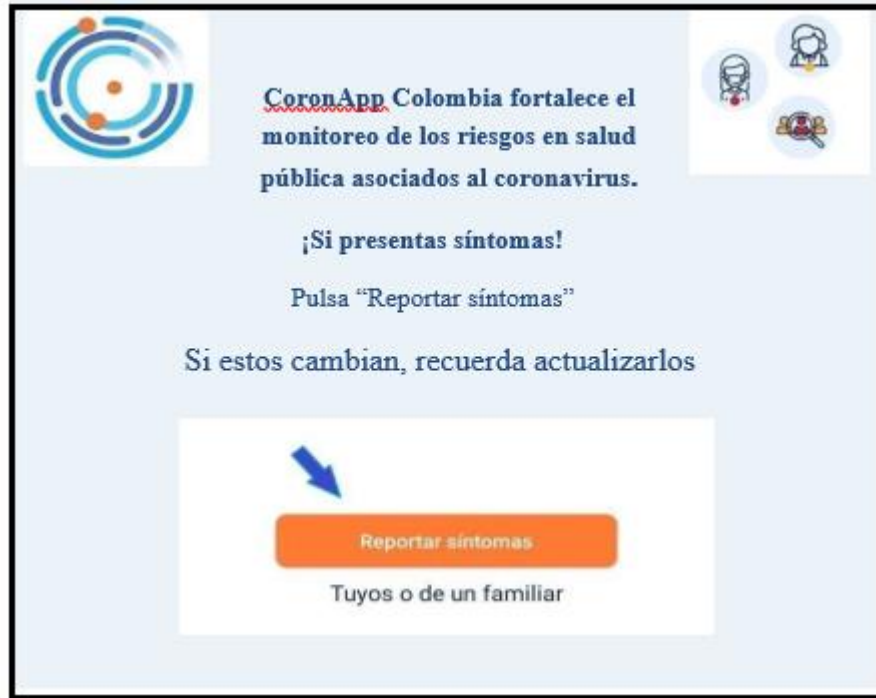 CoronApp Colombia fortalece el
monitoreo de los riesgos en salud
pública asociados al coronavirus.
¡Si presentas síntomas!
Pulsa “Reportar síntomas”
Si estos cambian, recuerda actualizarlos
Reportar síntomas
Tuyos o de un familiar